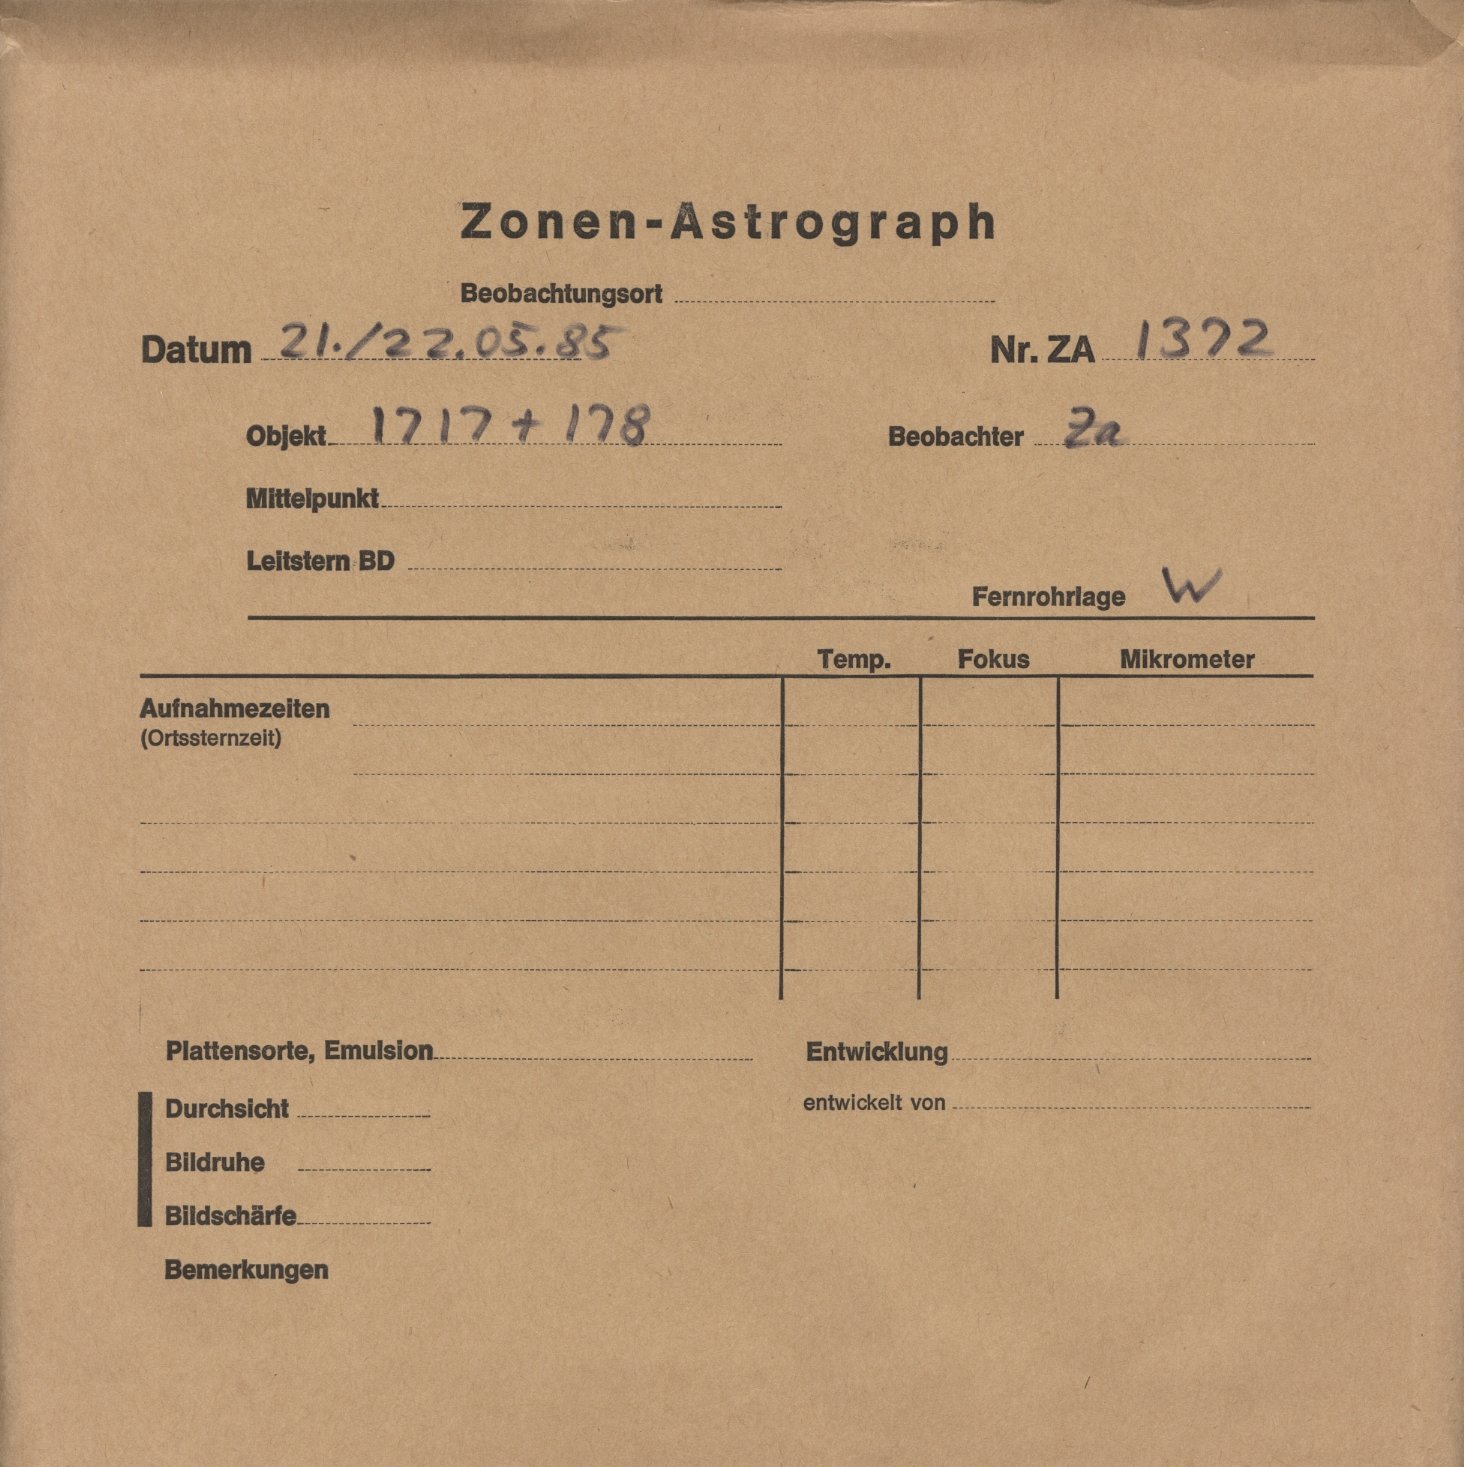 Zonen-Astrograph
Beobachtungsort
Datum 21./22.05.85 Nr. ZA 1372
Objekt 1717+178 Beobachter Za
Mittelpunkt
Leitstern BD
Fernrohrlage W
Temp. Fokus Mikrometer
Aufnahmezeiten
(Ortssternzeit)
Plattensorte, Emulsion Entwicklung
Durchsicht entwickelt von
Bildruhe
Bildschärfe
Bemerkungen